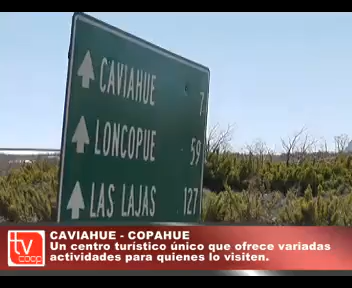 CAVIAHUE 7
LONCOPUE 59
LAS LAJAS 127
tv
coop
CAVIAHUE - COPAHUE
Un centro turístico único que ofrece variadas
actividades para quienes lo visiten.